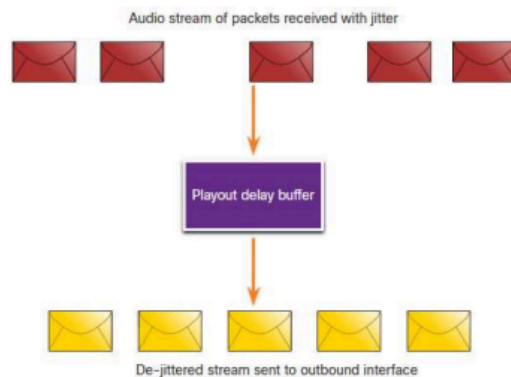 Audio stream of packets received with jitter
Playout delay buffer
De-jittered stream sent to outbound interface